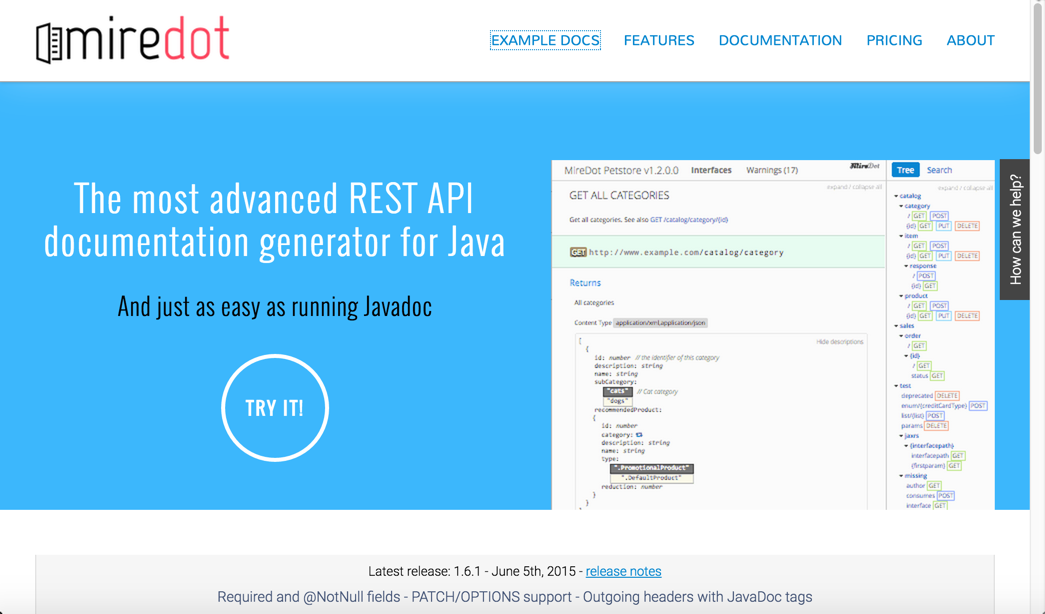 miredot
EXAMPLE DOCS FEATURES DOCUMENTATION PRICING ABOUT
The most advanced REST API
documentation generator for Java
And just as easy as running Javadoc
TRY IT!
MireDot Petstore v1.2.0.0 Interfaces Warnings (17) MireDot
expand / collapse all
GET ALL CATEGORIES
Get all categories. See also GET /catalog/category/{id}
GET http://www.example.com/catalog/category
Returns
All categories
Content Type application/xml,application/json
Hide descriptions
[
{
id: number // the identifier of this category
description: string
name: string
subCategory:
"cats" // Cat category
"dogs"
recommendedProduct:
{
id: number
category:
description: string
name: string
type:
".PromotionalProduct"
".DefaultProduct"
reduction: number
}
}
Tree Search
expand / collapse all
catalog
category
/ GET POST
{id} GET PUT DELETE
item
/ GET POST
{id} GET PUT DELETE
response
/ POST
{id} GET
product
/ GET POST
{id} GET PUT DELETE
sales
order
/ GET
{id}
/ GET
status GET
test
deprecated DELETE
enum/{creditCardType} POST
list/{list} POST
params DELETE
jaxrs
{interfacepath}
interfacepath GET
{firstparam} GET
missing
author GET
consumes POST
interface GET
How can we help?
Latest release: 1.6.1 - June 5th, 2015 - release notes
Required and @NotNull fields - PATCH/OPTIONS support - Outgoing headers with JavaDoc tags